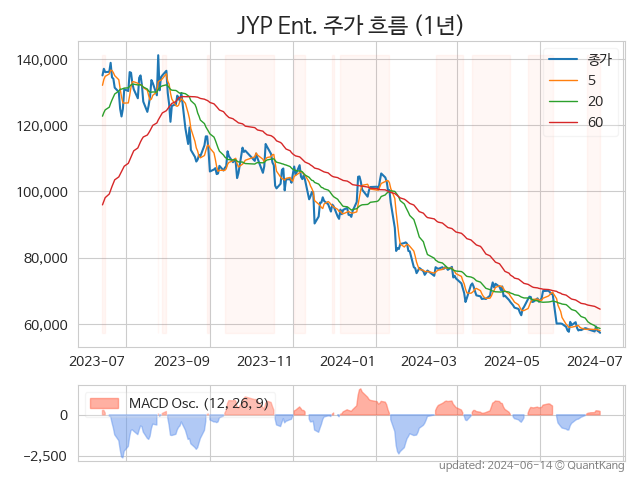 JYP Ent. 주가 흐름 (1년)
종가
5
20
60
140,000
120,000
100,000
80,000
60,000
2023-07 2023-09 2023-11 2024-01 2024-03 2024-05 2024-07
MACD Osc. (12, 26, 9)
0
−2,500
updated: 2024-06-14 © QuantKang